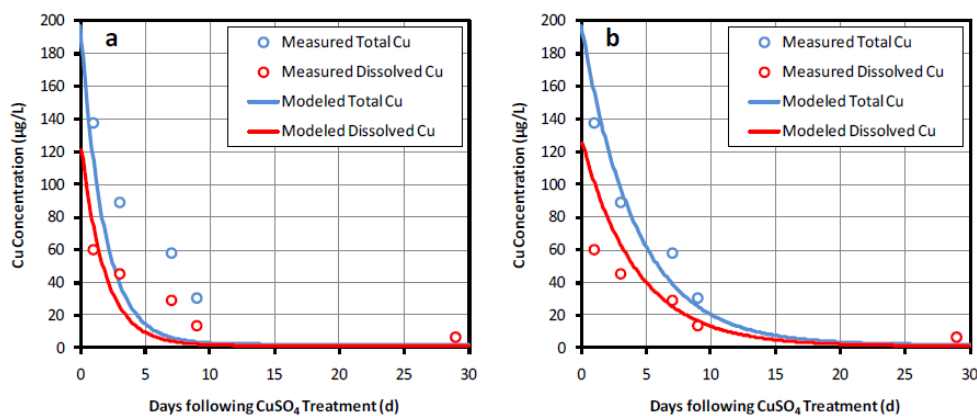 a
Measured Total Cu
Measured Dissolved Cu
Modeled Total Cu
Modeled Dissolved Cu
200
180
160
140
120
100
80
60
40
20
0
Cu Concentration (µg/L)
0 5 10 15 20 25 30
Days following CuSO₄ Treatment (d)
b
Measured Total Cu
Measured Dissolved Cu
Modeled Total Cu
Modeled Dissolved Cu
200
180
160
140
120
100
80
60
40
20
0
Cu Concentration (µg/L)
0 5 10 15 20 25 30
Days following CuSO₄ Treatment (d)